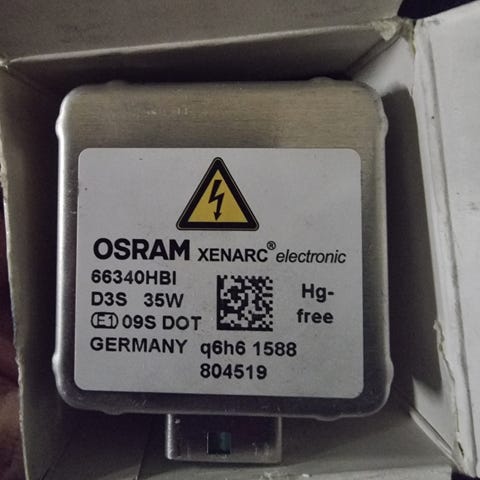 OSRAM XENARC® electronic
66340HBI
D3S 35W
Hg-
free
E1 09S DOT
GERMANY q6h6 1588
804519